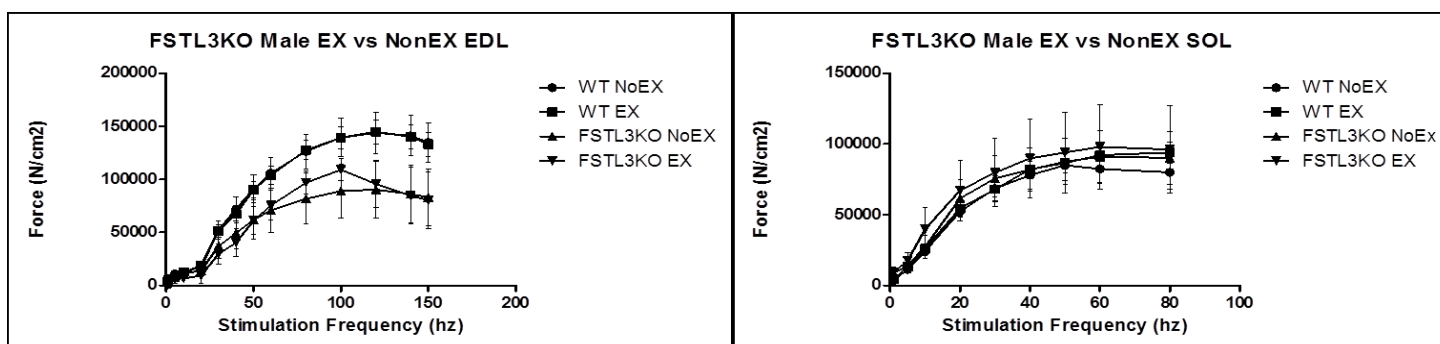 FSTL3KO Male EX vs NonEX EDL
200000
150000
100000
50000
0
Force (N/cm2)
0
50
100
150
200
Stimulation Frequency (hz)
WT NoEX
WT EX
FSTL3KO NoEX
FSTL3KO EX
FSTL3KO Male EX vs NonEX SOL
150000
100000
50000
0
Force (N/cm2)
0
20
40
60
80
100
Stimulation Frequency (hz)
WT NoEX
WT EX
FSTL3KO NoEx
FSTL3KO EX